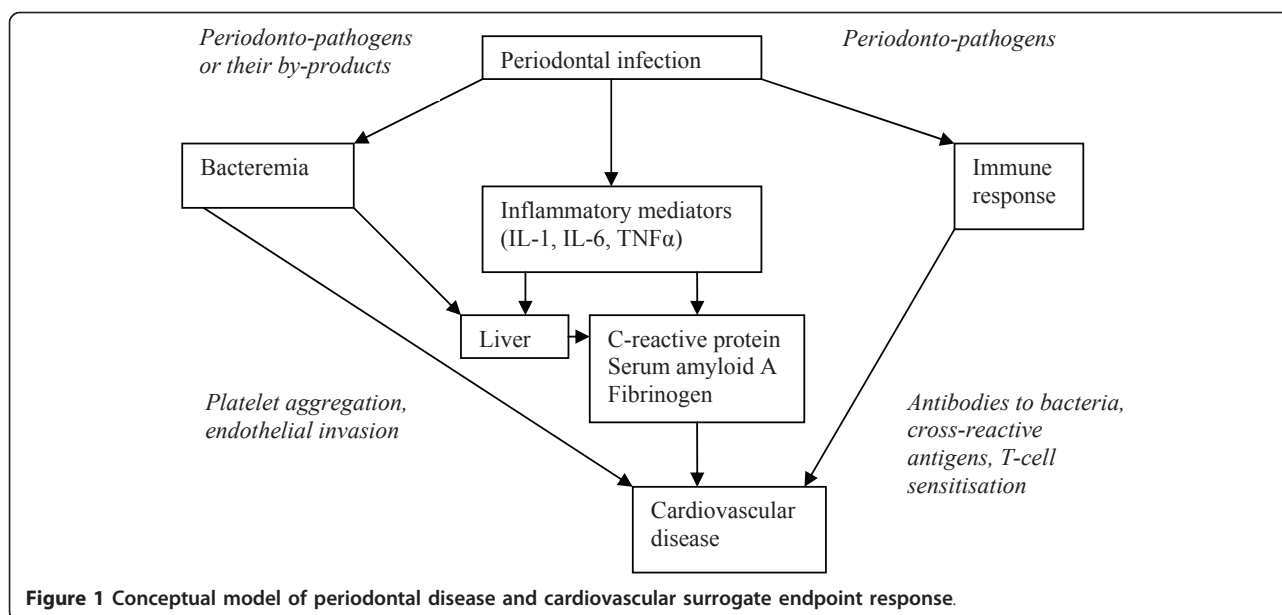 Periodonto-pathogens
or their by-products
Periodontal infection
Periodonto-pathogens
Bacteremia
Immune
response
Inflammatory mediators
(IL-1, IL-6, TNFα)
Liver
C-reactive protein
Serum amyloid A
Fibrinogen
Platelet aggregation,
endothelial invasion
Antibodies to bacteria,
cross-reactive
antigens, T-cell
sensitisation
Cardiovascular
disease
Figure 1 Conceptual model of periodontal disease and cardiovascular surrogate endpoint response.